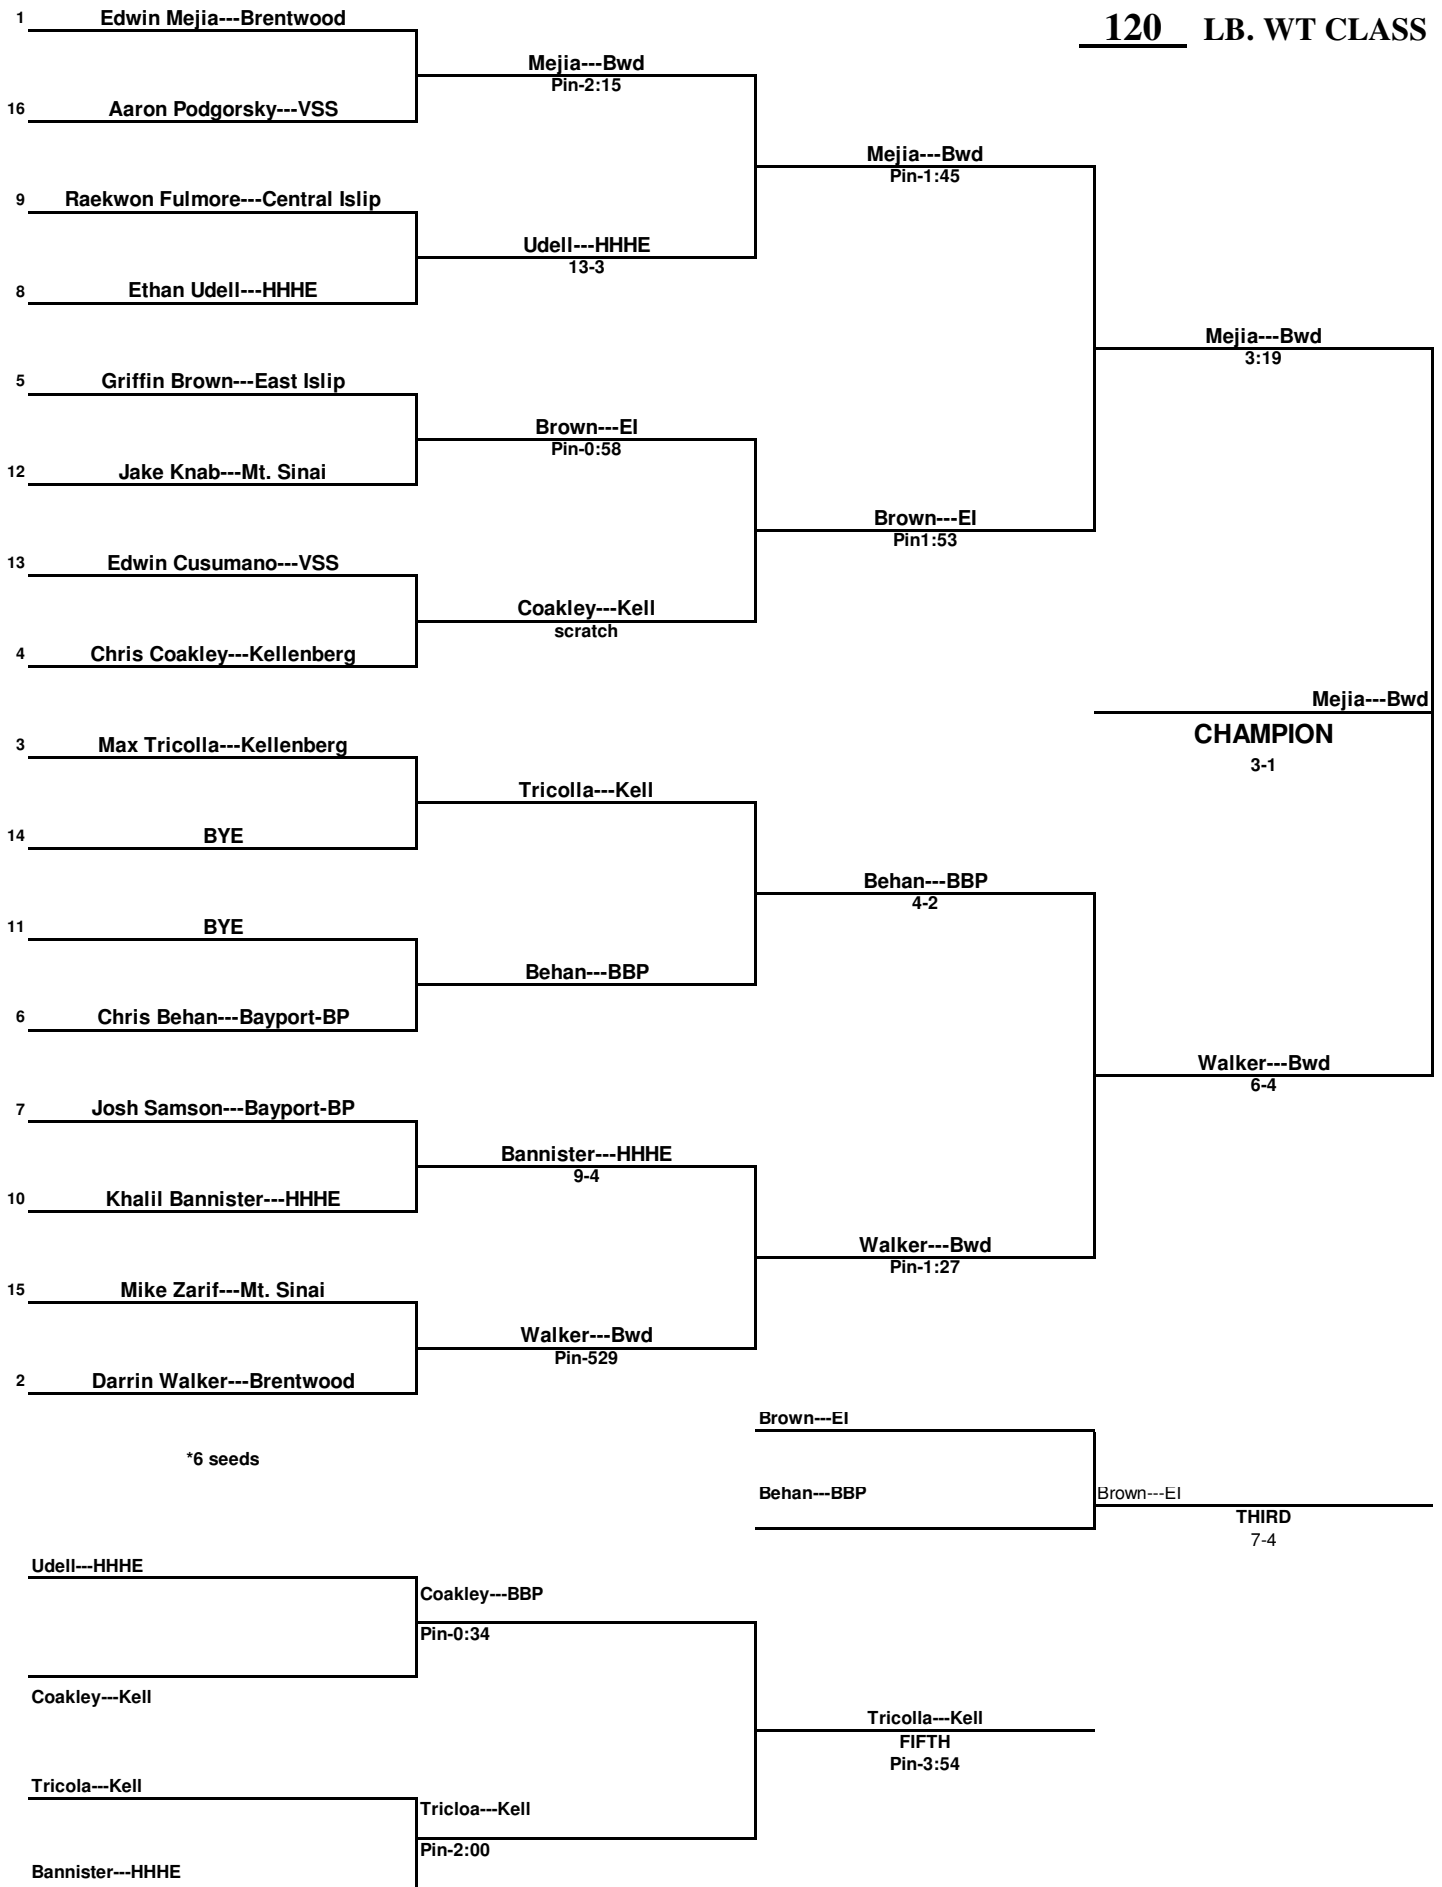 120 LB. WT CLASS
1 Edwin Mejia---Brentwood
Mejia---Bwd
Pin-2:15
16 Aaron Podgorsky---VSS
Mejia---Bwd
Pin-1:45
9 Raekwon Fulmore---Central Islip
Udell---HHHE
13-3
8 Ethan Udell---HHHE
Mejia---Bwd
3:19
5 Griffin Brown---East Islip
Brown---EI
Pin-0:58
12 Jake Knab---Mt. Sinai
Brown---EI
Pin1:53
13 Edwin Cusumano---VSS
Coakley---Kell
scratch
4 Chris Coakley---Kellenberg
Mejia---Bwd
CHAMPION
3-1
3 Max Tricolla---Kellenberg
Tricolla---Kell
14 BYE
Behan---BBP
4-2
11 BYE
Behan---BBP
6 Chris Behan---Bayport-BP
Walker---Bwd
6-4
7 Josh Samson---Bayport-BP
Bannister---HHHE
9-4
10 Khalil Bannister---HHHE
Walker---Bwd
Pin-1:27
15 Mike Zarif---Mt. Sinai
Walker---Bwd
Pin-529
2 Darrin Walker---Brentwood
Brown---EI
*6 seeds
Behan---BBP
Brown---EI
THIRD
7-4
Udell---HHHE
Coakley---BBP
Pin-0:34
Coakley---Kell
Tricolla---Kell
FIFTH
Pin-3:54
Tricola---Kell
Tricloa---Kell
Pin-2:00
Bannister---HHHE